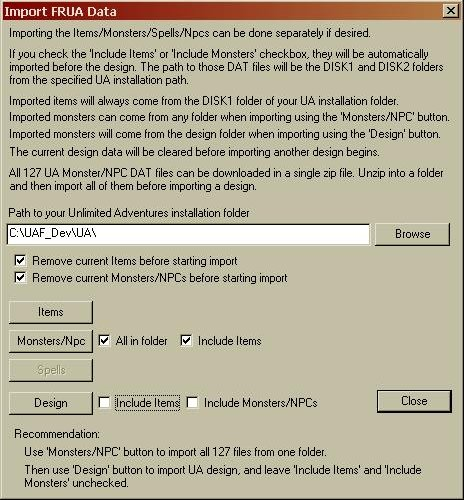 Import FRUA Data
Importing the Items/Monsters/Spells/Npcs can be done separately if desired.
If you check the 'Include Items' or 'Include Monsters' checkbox, they will be automatically
imported before the design. The path to those DAT files will be the DISK1 and DISK2 folders
from the specified UA installation path.
Imported items will always come from the DISK1 folder of your UA installation folder.
Imported monsters can come from any folder when importing using the 'Monsters/NPC' button.
Imported monsters will come from the design folder when importing using the 'Design' button.
The current design data will be cleared before importing another design begins.
All 127 UA Monster/NPC DAT files can be downloaded in a single zip file. Unzip into a folder
and then import all of them before importing a design.
Path to your Unlimited Adventures installation folder
C:\UAF_Dev\UA\
Browse
Remove current Items before starting import
Remove current Monsters/NPCs before starting import
Items
Monsters/Npc All in folder Include Items
Spells
Design Include Items Include Monsters/NPCs Close
Recommendation:
Use 'Monsters/NPC' button to import all 127 files from one folder.
Then use 'Design' button to import UA design, and leave 'Include Items' and 'Include
Monsters' unchecked.